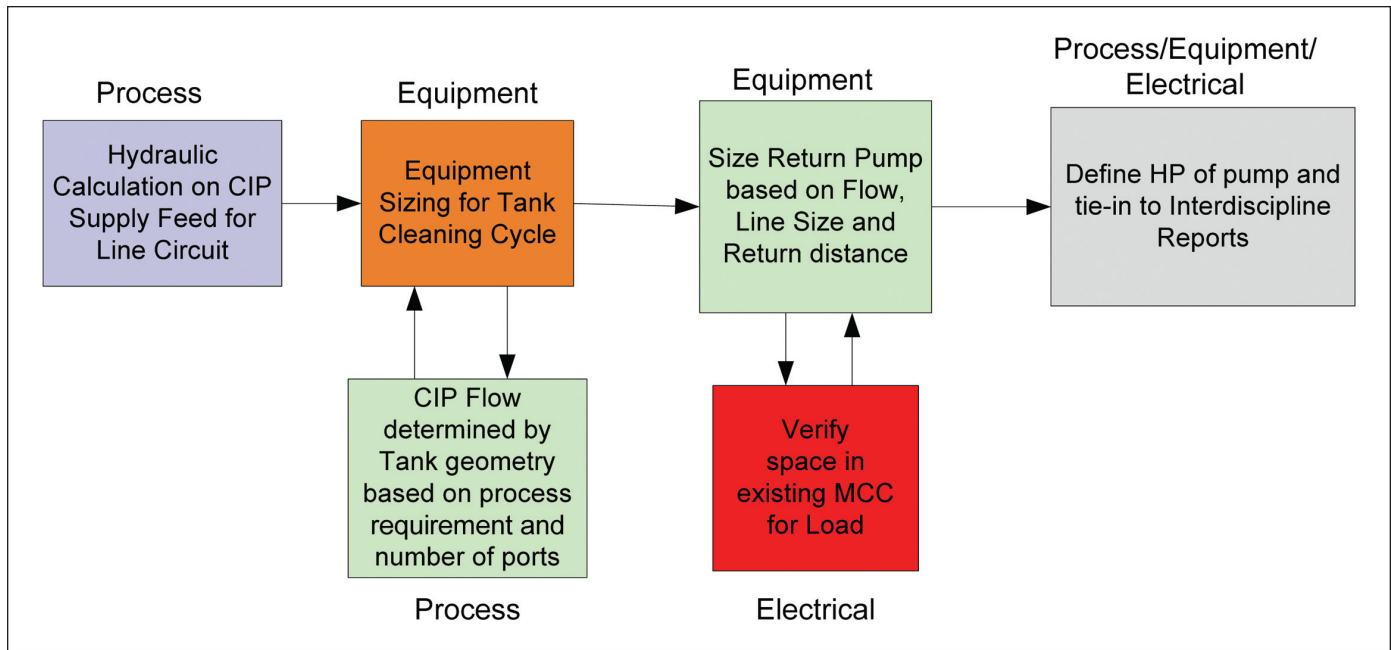 Process
Hydraulic
Calculation on CIP
Supply Feed for
Line Circuit
Equipment
Equipment
Sizing for Tank
Cleaning Cycle
CIP Flow
determined by
Tank geometry
based on process
requirement and
number of ports
Process
Equipment
Size Return Pump
based on Flow,
Line Size and
Return distance
Verify
space in
existing MCC
for Load
Electrical
Process/Equipment/
Electrical
Define HP of pump and
tie-in to Interdiscipline
Reports